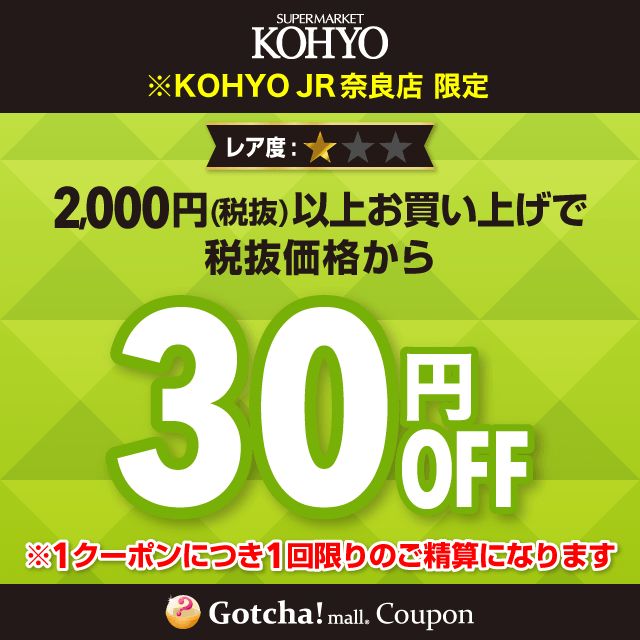 SUPERMARKET
KOHYO
※KOHYO JR奈良店 限定
レア度:★★★
2,000円(税抜)以上お買い上げで
税抜価格から
30円OFF
※1クーポンにつき1回限りのご精算になります
Gotcha!mall® Coupon